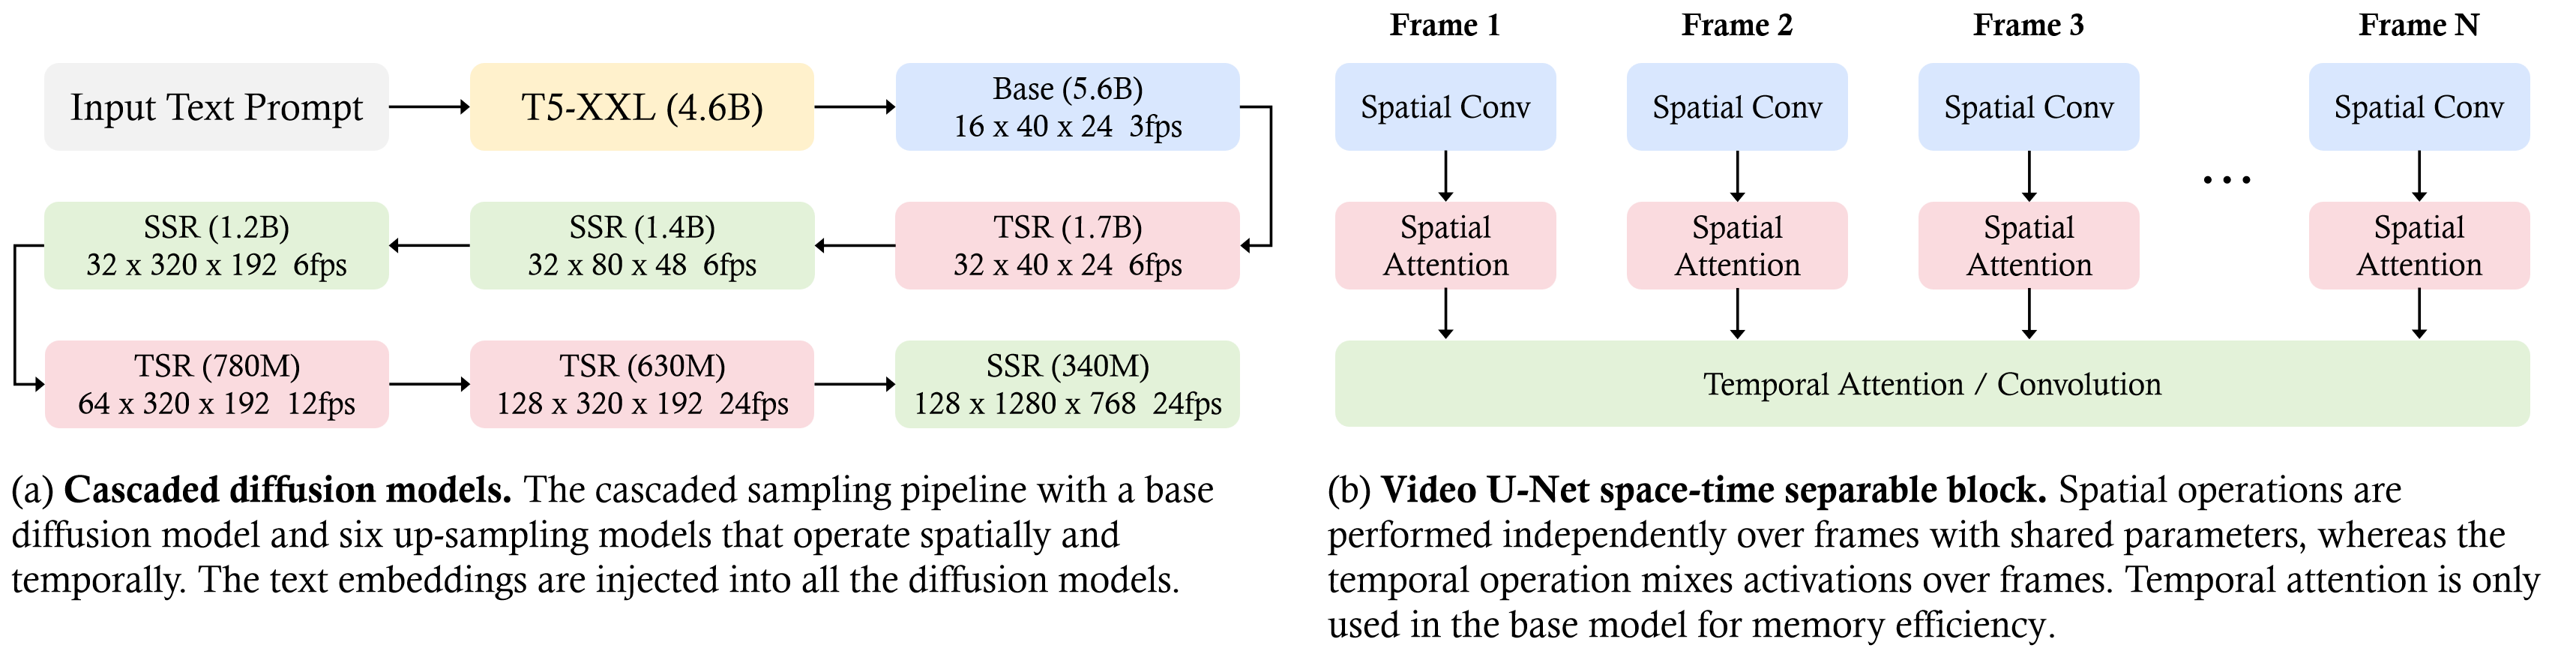 Input Text Prompt
T5-XXL (4.6B)
Base (5.6B)
16 x 40 x 24 3fps
SSR (1.2B)
32 x 320 x 192 6fps
SSR (1.4B)
32 x 80 x 48 6fps
TSR (1.7B)
32 x 40 x 24 6fps
TSR (780M)
64 x 320 x 192 12fps
TSR (630M)
128 x 320 x 192 24fps
SSR (340M)
128 x 1280 x 768 24fps
(a) Cascaded diffusion models. The cascaded sampling pipeline with a base
diffusion model and six up-sampling models that operate spatially and
temporally. The text embeddings are injected into all the diffusion models.
Frame 1
Frame 2
Frame 3
Frame N
Spatial Conv
Spatial Conv
Spatial Conv
Spatial Conv
...
Spatial
Attention
Spatial
Attention
Spatial
Attention
Spatial
Attention
Temporal Attention / Convolution
(b) Video U-Net space-time separable block. Spatial operations are
performed independently over frames with shared parameters, whereas the
temporal operation mixes activations over frames. Temporal attention is only
used in the base model for memory efficiency.